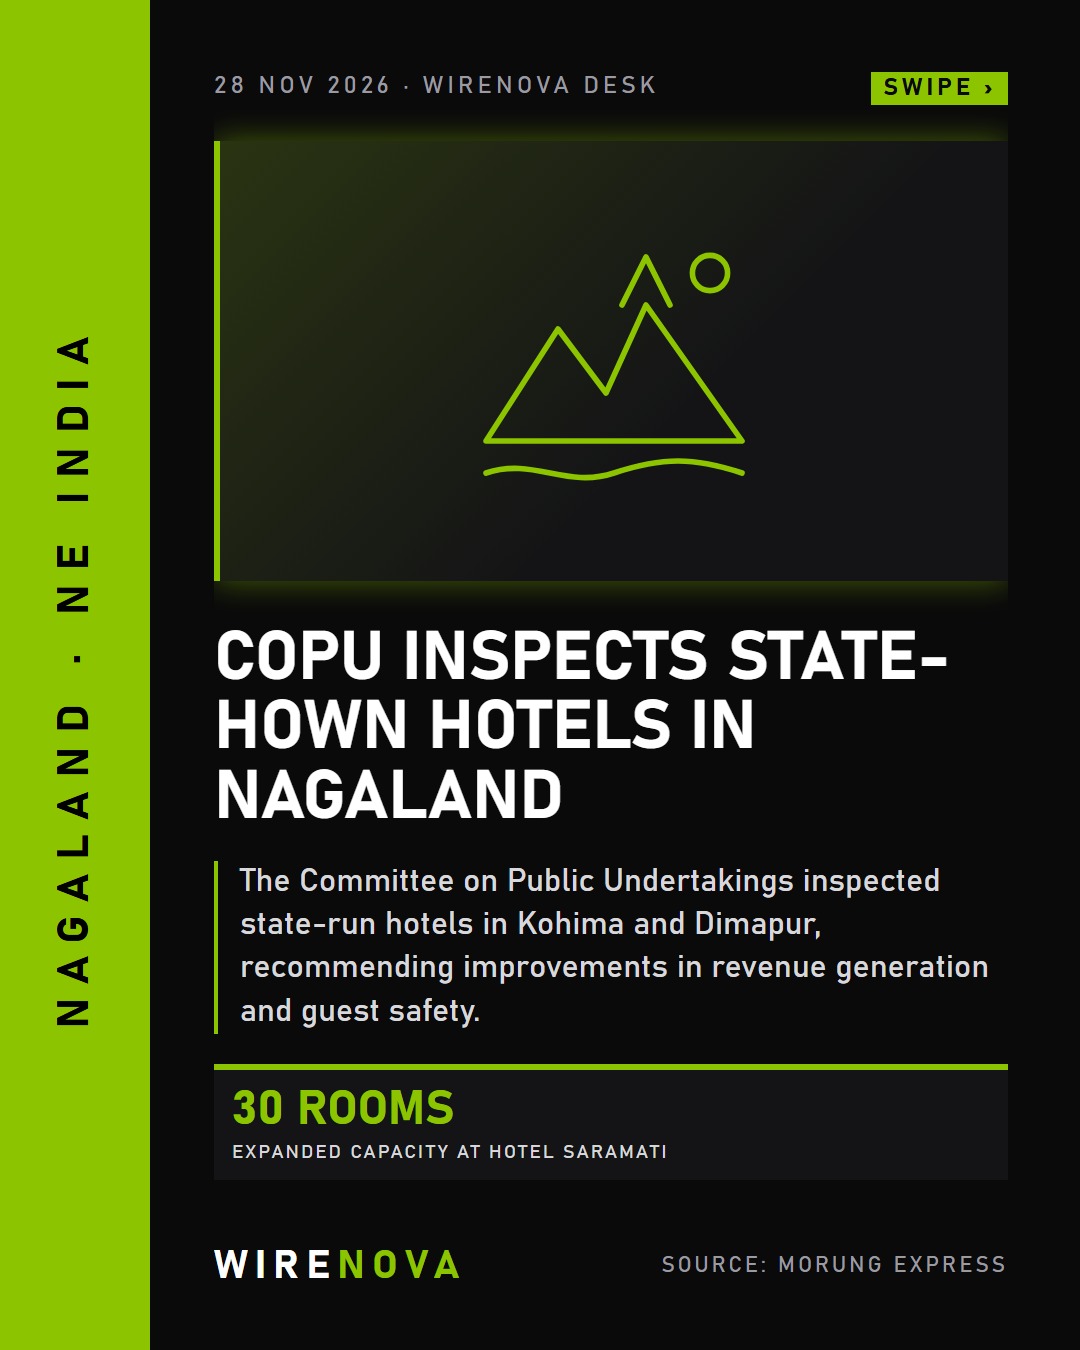 NAGALAND · NE INDIA
28 NOV 2026 · WIRENOVA DESK
SWIPE ›
COPU INSPECTS STATE-
HOWN HOTELS IN
NAGALAND
The Committee on Public Undertakings inspected
state-run hotels in Kohima and Dimapur,
recommending improvements in revenue generation
and guest safety.
30 ROOMS
EXPANDED CAPACITY AT HOTEL SARAMATI
WIRENOVA
SOURCE: MORUNG EXPRESS